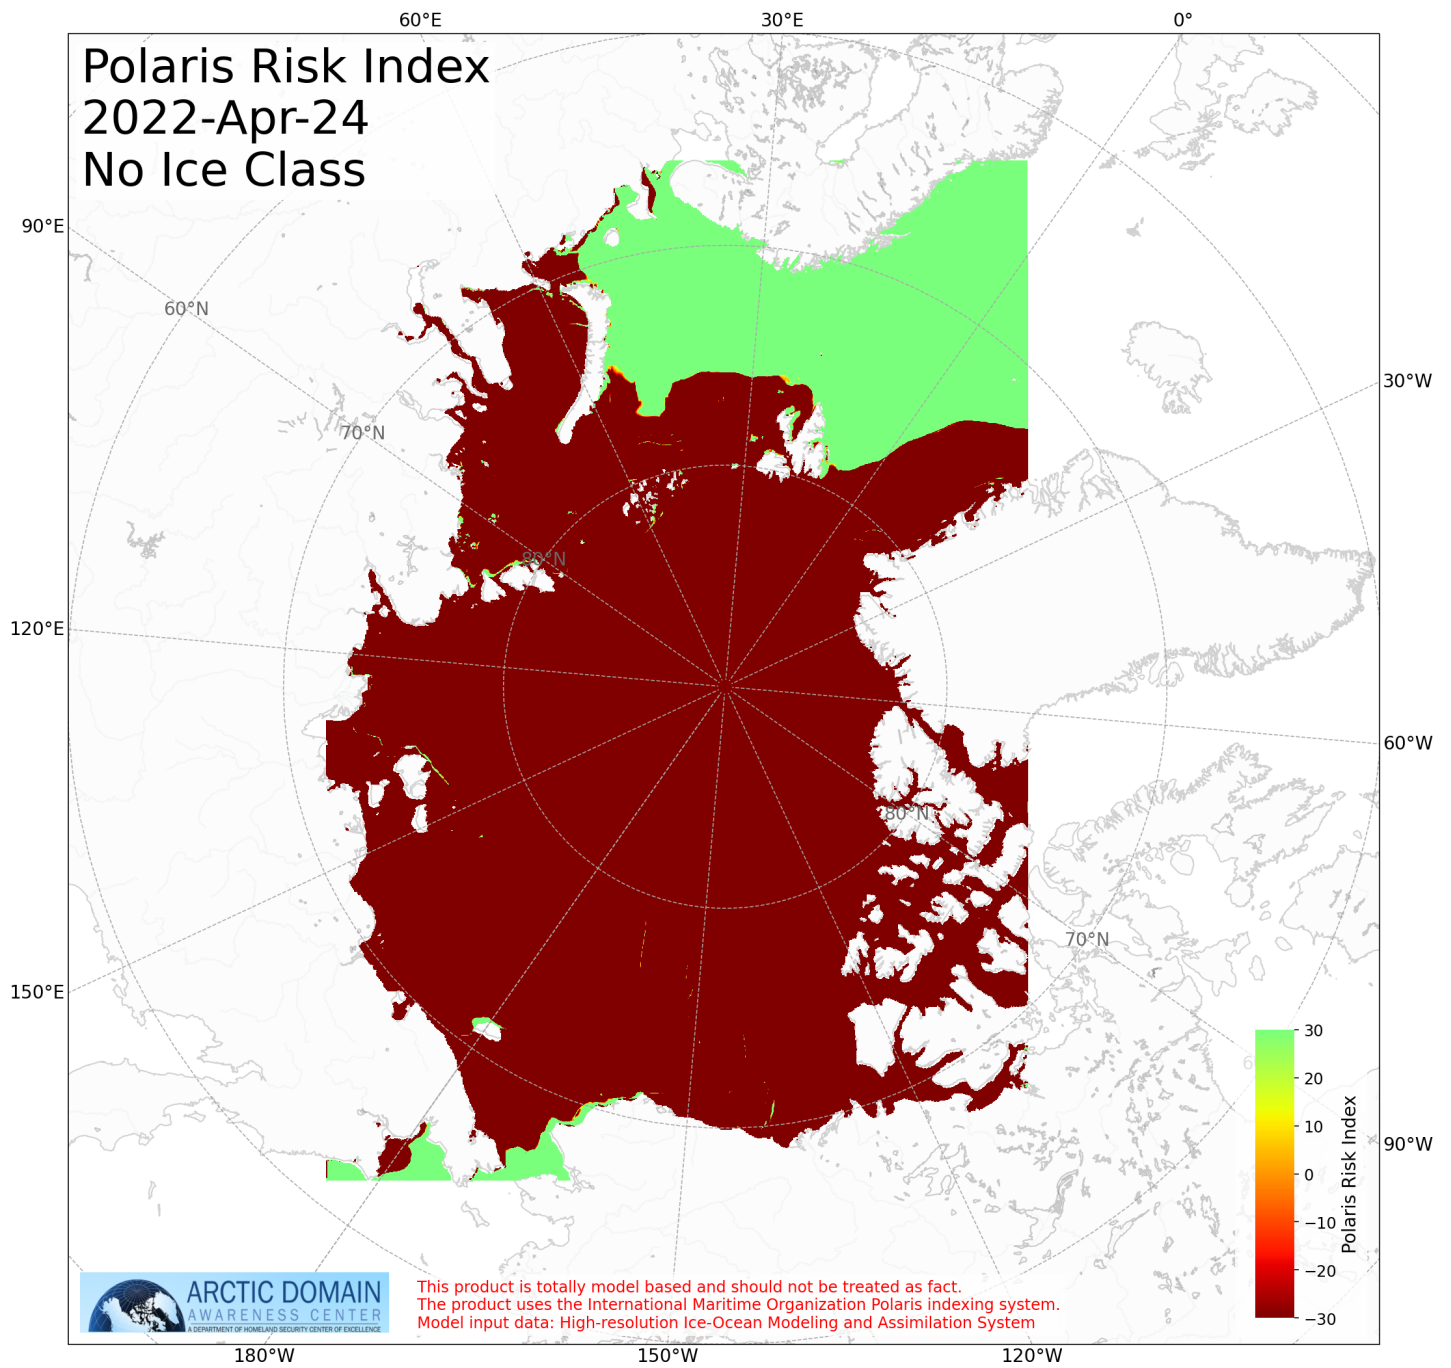 60°E 30°E 0°
Polaris Risk Index
2022-Apr-24
No Ice Class
90°E
60°N
30°W
70°N
80°N
120°E
60°W
80°N
70°N
150°E
30
20
10
0
−10
−20
−30
Polaris Risk Index
90°W
ARCTIC DOMAIN
AWARENESS CENTER
A DEPARTMENT OF HOMELAND SECURITY CENTER OF EXCELLENCE
This product is totally model based and should not be treated as fact.
The product uses the International Maritime Organization Polaris indexing system.
Model input data: High-resolution Ice-Ocean Modeling and Assimilation System
180°W 150°W 120°W